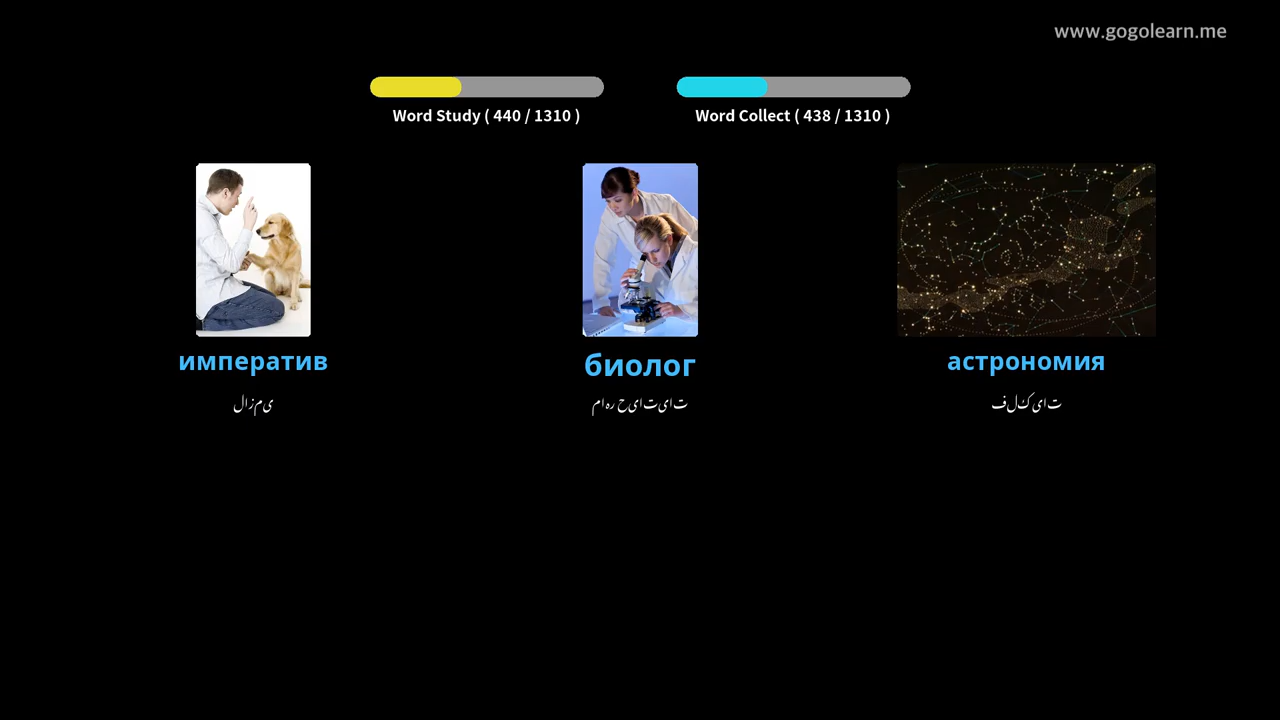 www.gogolearn.me
Word Study ( 440 / 1310 )
Word Collect ( 438 / 1310 )
императив
биолог
астрономия
لازمی
ماہر حیاتیات
فلکیات